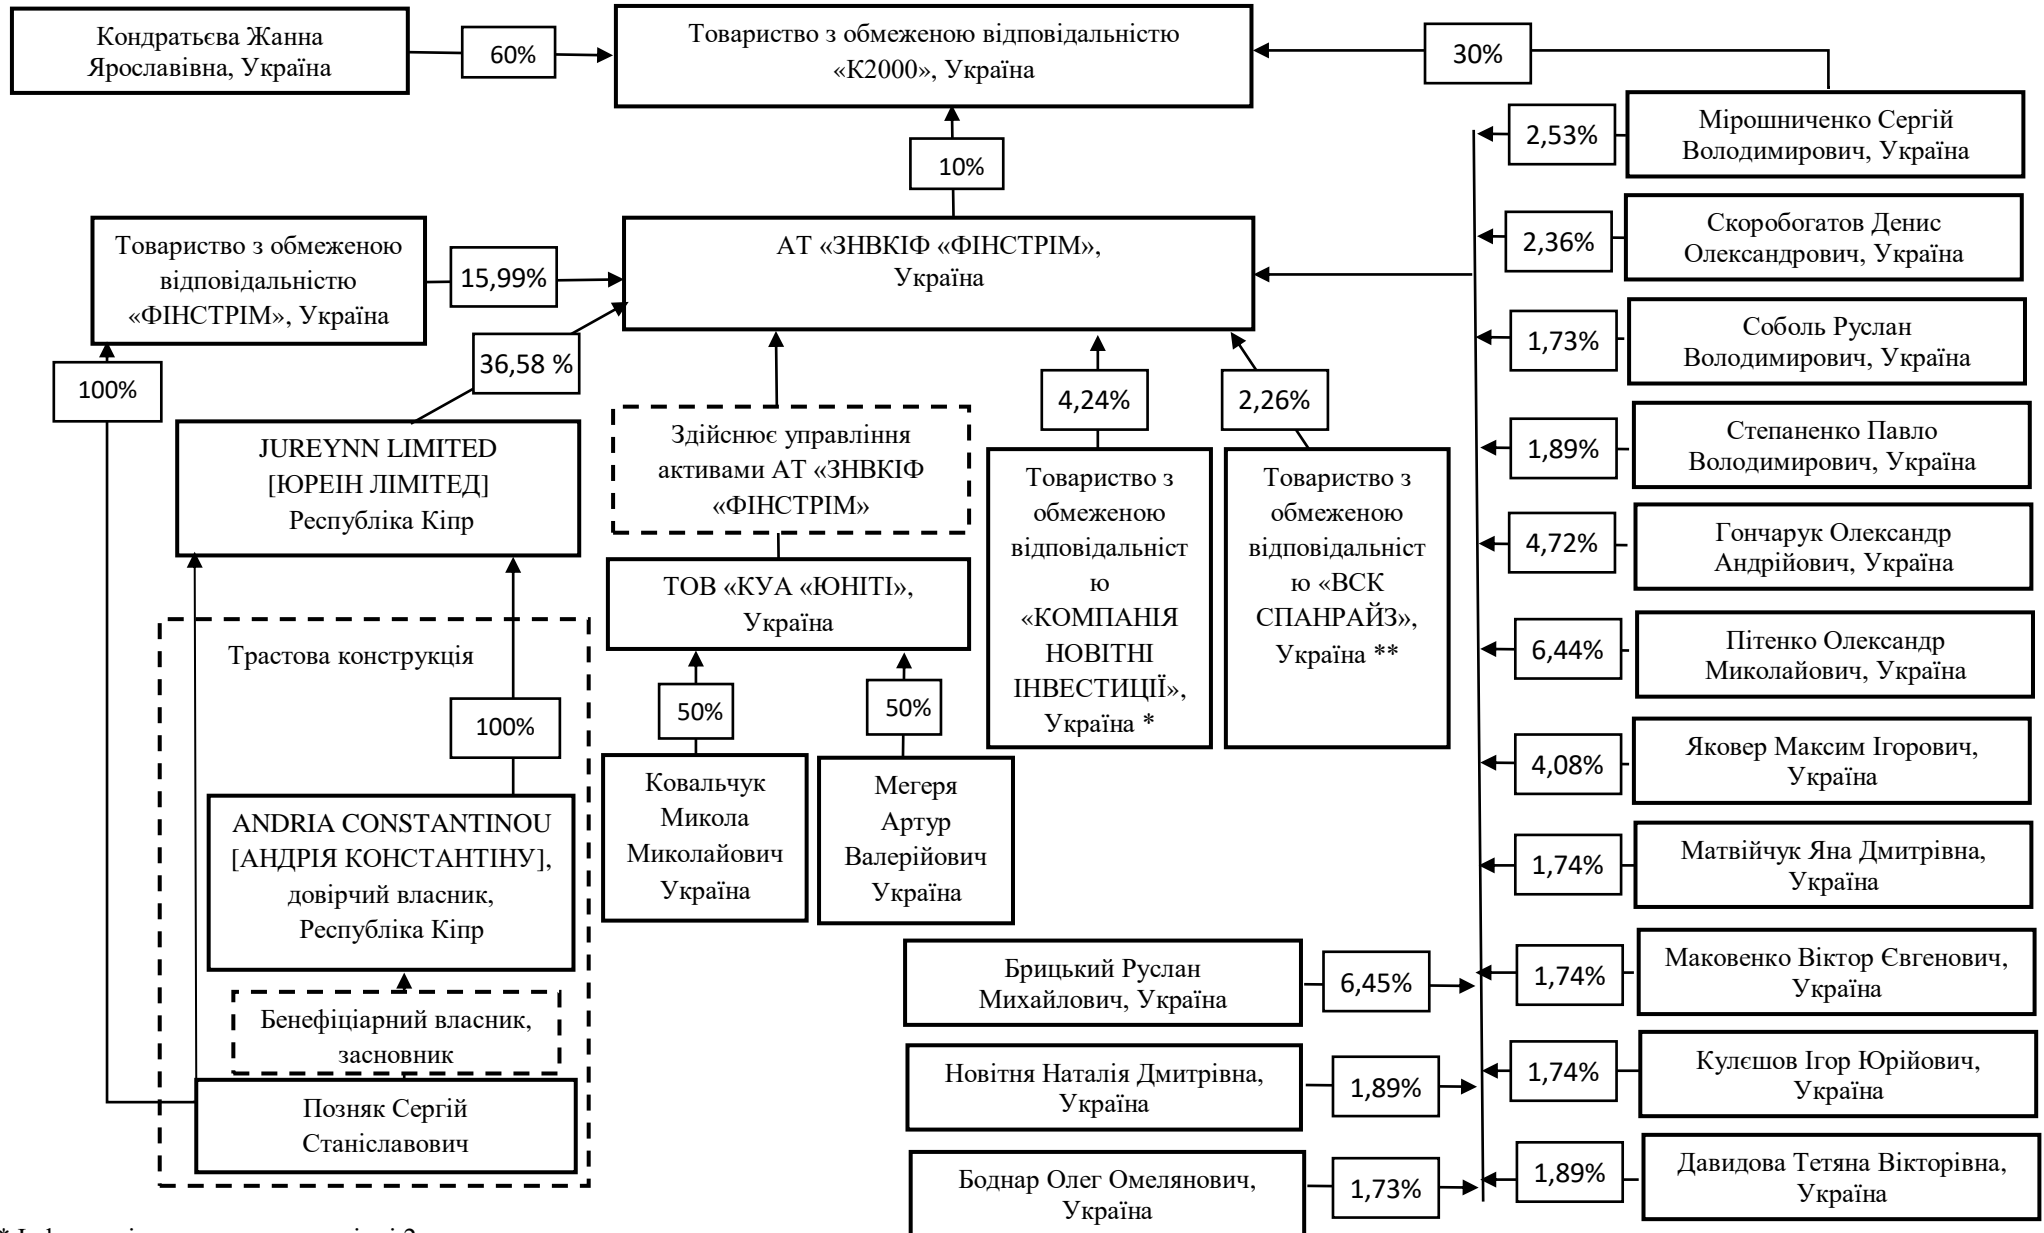 Кондратьєва Жанна
Ярославівна, Україна
60%
Товариство з обмеженою відповідальністю
«К2000», Україна
30%
Мірошниченко Сергій
Володимирович, Україна
2,53%
10%
Товариство з обмеженою
відповідальністю
«ФІНСТРІМ», Україна
15,99%
АТ «ЗНВКІФ «ФІНСТРІМ»,
Україна
Скоробогатов Денис
Олександрович, Україна
2,36%
Соболь Руслан
Володимирович, Україна
1,73%
100%
36,58 %
4,24%
2,26%
JUREYNN LIMITED
[ЮРЕІН ЛІМІТЕД]
Республіка Кіпр
Здійснює управління
активами АТ «ЗНВКІФ
«ФІНСТРІМ»
Товариство з
обмеженою
відповідальніст
ю
«КОМПАНІЯ
НОВІТНІ
ІНВЕСТИЦІЇ»,
Україна *
Товариство з
обмеженою
відповідальніст
ю «ВСК
СПАНРАЙЗ»,
Україна **
1,89%
Степаненко Павло
Володимирович, Україна
4,72%
Гончарук Олександр
Андрійович, Україна
ТОВ «КУА «ЮНІТІ»,
Україна
6,44%
Пітенко Олександр
Миколайович, Україна
Трастова конструкція
100%
50%
50%
4,08%
Яковер Максим Ігорович,
Україна
ANDRIA CONSTANTINOU
[АНДРІЯ КОНСТАНТІНУ],
довірчий власник,
Республіка Кіпр
Ковальчук
Микола
Миколайович
Україна
Мегеря
Артур
Валерійович
Україна
1,74%
Матвійчук Яна Дмитрівна,
Україна
Брицький Руслан
Михайлович, Україна
6,45%
1,74%
Маковенко Віктор Євгенович,
Україна
Бенефіціарний власник,
засновник
Новітня Наталія Дмитрівна,
Україна
1,89%
1,74%
Кулєшов Ігор Юрійович,
Україна
Позняк Сергій
Станіславович
Боднар Олег Омелянович,
Україна
1,73%
1,89%
Давидова Тетяна Вікторівна,
Україна